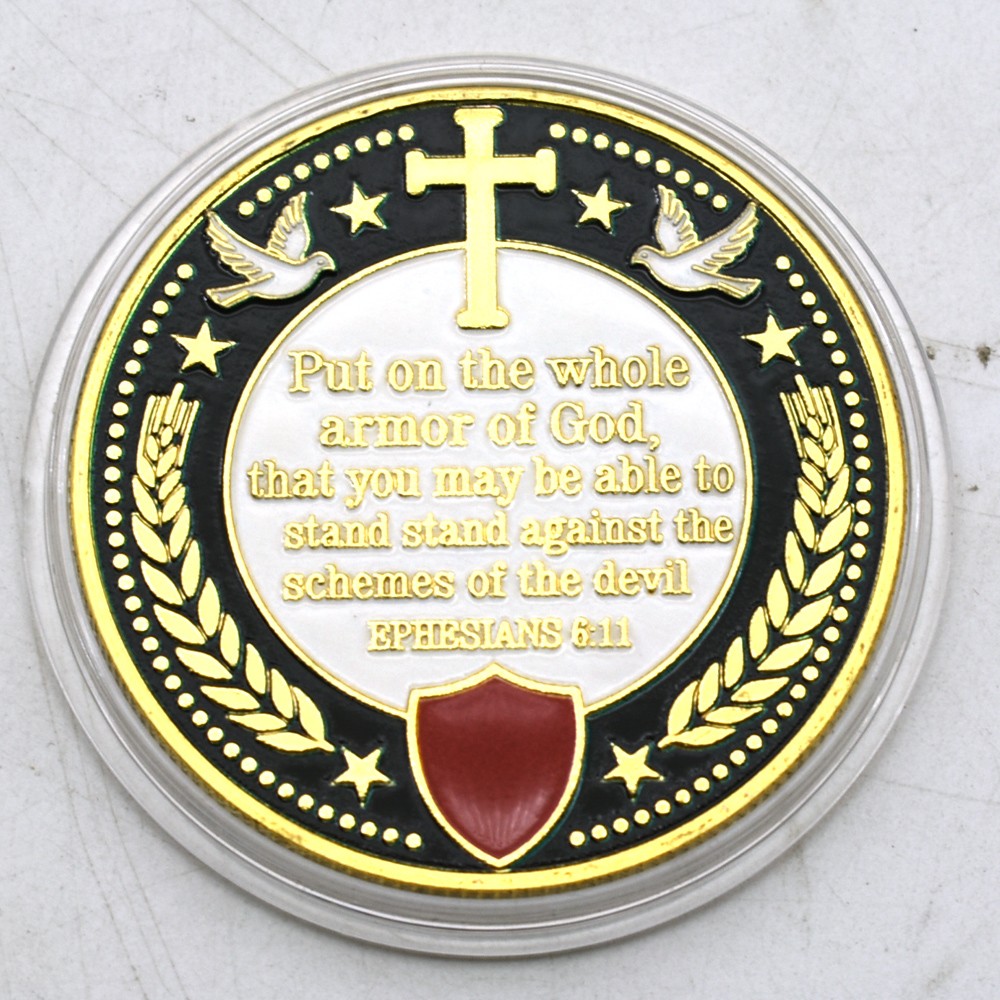 Put on the whole
armor of God,
that you may be able to
stand stand against the
schemes of the devil
EPHESIANS 6:11